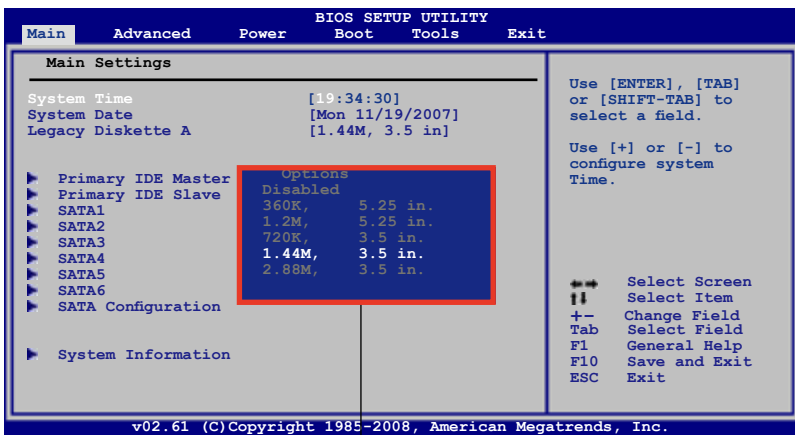 BIOS SETUP UTILITY
Main Advanced Power Boot Tools Exit
Main Settings
System Time [19:34:30]
System Date [Mon 11/19/2007]
Legacy Diskette A [1.44M, 3.5 in]
Primary IDE Master
Primary IDE Slave
SATA1
SATA2
SATA3
SATA4
SATA5
SATA6
SATA Configuration
System Information
Options
Disabled
360K, 5.25 in.
1.2M, 5.25 in.
720K, 3.5 in.
1.44M, 3.5 in.
2.88M, 3.5 in.
Use [ENTER], [TAB]
or [SHIFT-TAB] to
select a field.
Use [+] or [-] to
configure system
Time.
Select Screen
Select Item
+- Change Field
Tab Select Field
F1 General Help
F10 Save and Exit
ESC Exit
v02.61 (C)Copyright 1985-2008, American Megatrends, Inc.